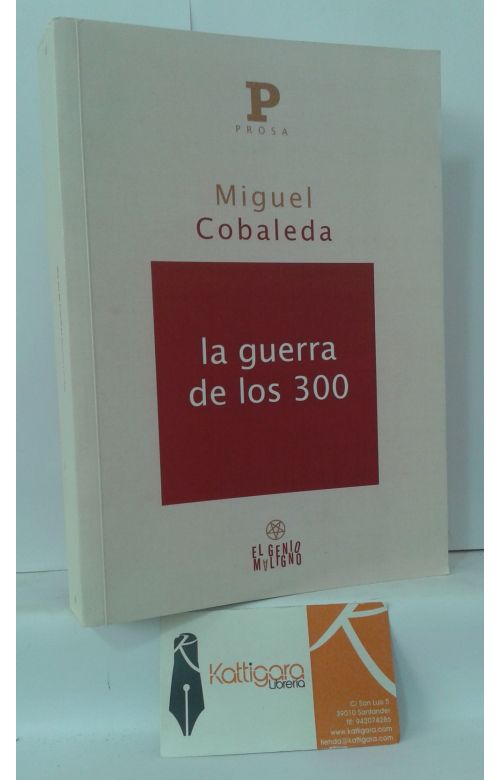 P
PROSA
Miguel
Cobaleda
la guerra
de los 300
EL GENIO
MALIGNO
Kattigara
Librería
C/ San Luis 5
39010 Santander
tlf: 942074286
www.kattigara.com
tienda@kattigara.com